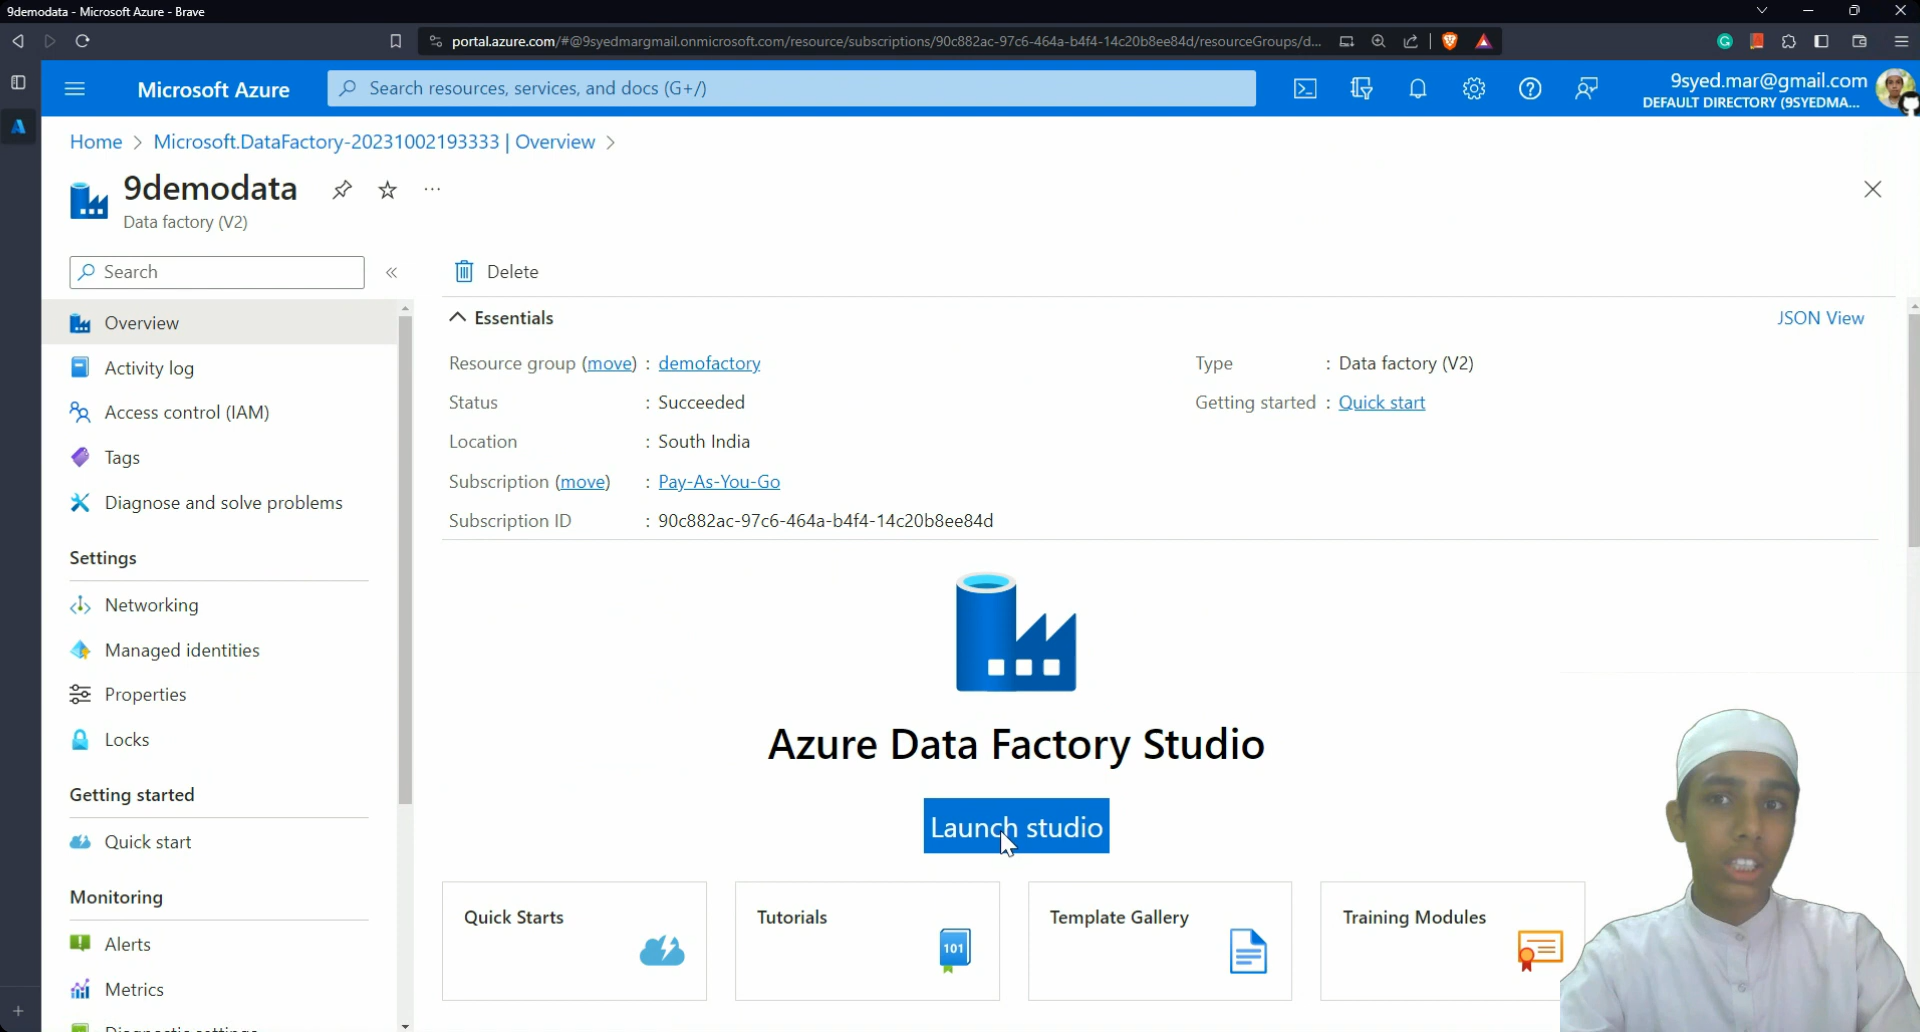 9demodata - Microsoft Azure - Brave
portal.azure.com/#@9syedmargmail.onmicrosoft.com/resource/subscriptions/90c882ac-97c6-464a-b4f4-14c20b8ee84d/resourceGroups/d...
Microsoft Azure
Search resources, services, and docs (G+/)
9syed.mar@gmail.com
DEFAULT DIRECTORY (9SYEDMA...
Home > Microsoft.DataFactory-20231002193333 | Overview >
9demodata
Data factory (V2)
Search
Overview
Activity log
Access control (IAM)
Tags
Diagnose and solve problems
Settings
Networking
Managed identities
Properties
Locks
Getting started
Quick start
Monitoring
Alerts
Metrics
Diagnostic settings
Delete
Essentials
JSON View
Resource group (move) : demofactory
Status : Succeeded
Location : South India
Subscription (move) : Pay-As-You-Go
Subscription ID : 90c882ac-97c6-464a-b4f4-14c20b8ee84d
Type : Data factory (V2)
Getting started : Quick start
Azure Data Factory Studio
Launch studio
Quick Starts
Tutorials
101
Template Gallery
Training Modules